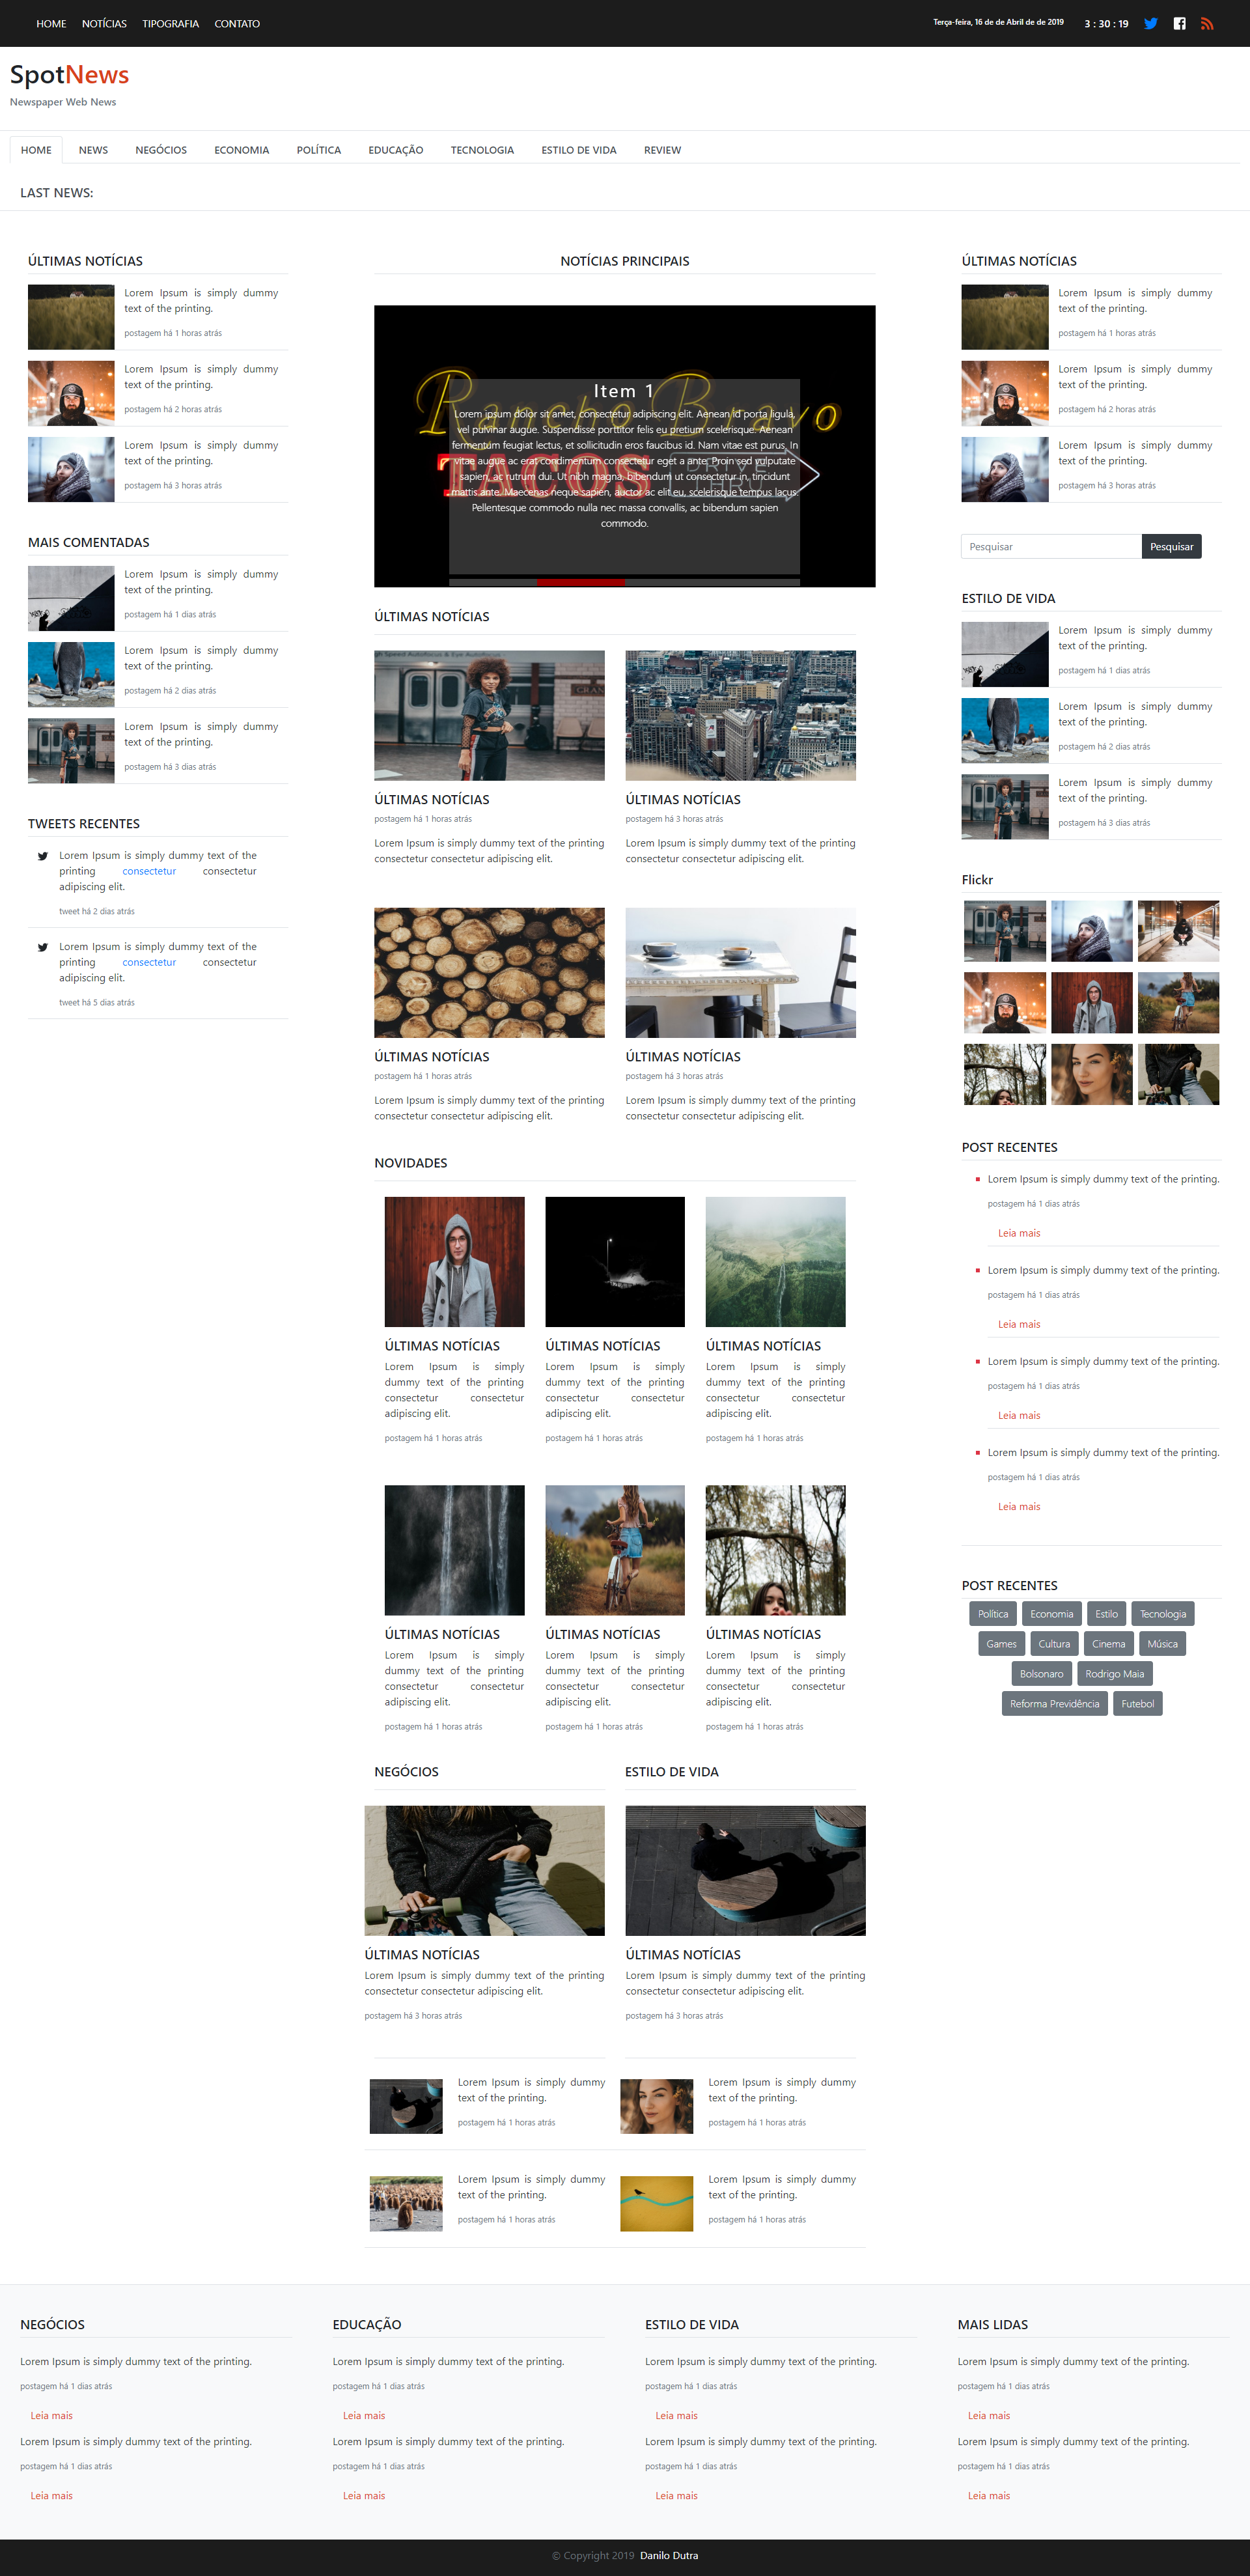 HOME NOTÍCIAS TIPOGRAFIA CONTATO
Terça-feira, 16 de de Abril de de 2019 3 : 30 : 19
SpotNews
Newspaper Web News
HOME NEWS NEGÓCIOS ECONOMIA POLÍTICA EDUCAÇÃO TECNOLOGIA ESTILO DE VIDA REVIEW
LAST NEWS:
ÚLTIMAS NOTÍCIAS
Lorem Ipsum is simply dummy
text of the printing.
postagem há 1 horas atrás
Lorem Ipsum is simply dummy
text of the printing.
postagem há 2 horas atrás
Lorem Ipsum is simply dummy
text of the printing.
postagem há 3 horas atrás
MAIS COMENTADAS
Lorem Ipsum is simply dummy
text of the printing.
postagem há 1 dias atrás
Lorem Ipsum is simply dummy
text of the printing.
postagem há 2 dias atrás
Lorem Ipsum is simply dummy
text of the printing.
postagem há 3 dias atrás
TWEETS RECENTES
Lorem Ipsum is simply dummy text of the
printing consectetur consectetur
adipiscing elit.
tweet há 2 dias atrás
Lorem Ipsum is simply dummy text of the
printing consectetur consectetur
adipiscing elit.
tweet há 5 dias atrás
NOTÍCIAS PRINCIPAIS
Rancho Bravo
TACOS
DRIVE
THRU
Item 1
Lorem ipsum dolor sit amet, consectetur adipiscing elit. Aenean id porta ligula,
vel pulvinar augue. Suspendisse porttitor felis eu pretium scelerisque. Aenean
fermentum feugiat lectus, et sollicitudin eros faucibus id. Nam vitae est purus. In
vitae augue ac erat condimentum consectetur eget a ante. Proin sed vulputate
sapien, ac rutrum dui. Ut nibh magna, bibendum ut consectetur in, tincidunt
mattis ante. Maecenas neque sapien, auctor ac elit eu, scelerisque tempus lacus.
Pellentesque commodo nulla nec massa convallis, ac bibendum sapien
commodo.
ÚLTIMAS NOTÍCIAS
gh Speed Autofocus & Eye Autofocus
ÚLTIMAS NOTÍCIAS
postagem há 1 horas atrás
Lorem Ipsum is simply dummy text of the printing
consectetur consectetur adipiscing elit.
ÚLTIMAS NOTÍCIAS
postagem há 3 horas atrás
Lorem Ipsum is simply dummy text of the printing
consectetur consectetur adipiscing elit.
ÚLTIMAS NOTÍCIAS
postagem há 1 horas atrás
Lorem Ipsum is simply dummy text of the printing
consectetur consectetur adipiscing elit.
ÚLTIMAS NOTÍCIAS
postagem há 3 horas atrás
Lorem Ipsum is simply dummy text of the printing
consectetur consectetur adipiscing elit.
NOVIDADES
ÚLTIMAS NOTÍCIAS
Lorem Ipsum is simply
dummy text of the printing
consectetur consectetur
adipiscing elit.
postagem há 1 horas atrás
ÚLTIMAS NOTÍCIAS
Lorem Ipsum is simply
dummy text of the printing
consectetur consectetur
adipiscing elit.
postagem há 1 horas atrás
ÚLTIMAS NOTÍCIAS
Lorem Ipsum is simply
dummy text of the printing
consectetur consectetur
adipiscing elit.
postagem há 1 horas atrás
ÚLTIMAS NOTÍCIAS
Lorem Ipsum is simply
dummy text of the printing
consectetur consectetur
adipiscing elit.
postagem há 1 horas atrás
ÚLTIMAS NOTÍCIAS
Lorem Ipsum is simply
dummy text of the printing
consectetur consectetur
adipiscing elit.
postagem há 1 horas atrás
ÚLTIMAS NOTÍCIAS
Lorem Ipsum is simply
dummy text of the printing
consectetur consectetur
adipiscing elit.
postagem há 1 horas atrás
NEGÓCIOS
ÚLTIMAS NOTÍCIAS
Lorem Ipsum is simply dummy text of the printing
consectetur consectetur adipiscing elit.
postagem há 3 horas atrás
ESTILO DE VIDA
ÚLTIMAS NOTÍCIAS
Lorem Ipsum is simply dummy text of the printing
consectetur consectetur adipiscing elit.
postagem há 3 horas atrás
Lorem Ipsum is simply dummy
text of the printing.
postagem há 1 horas atrás
Lorem Ipsum is simply dummy
text of the printing.
postagem há 1 horas atrás
Lorem Ipsum is simply dummy
text of the printing.
postagem há 1 horas atrás
Lorem Ipsum is simply dummy
text of the printing.
postagem há 1 horas atrás
ÚLTIMAS NOTÍCIAS
Lorem Ipsum is simply dummy
text of the printing.
postagem há 1 horas atrás
Lorem Ipsum is simply dummy
text of the printing.
postagem há 2 horas atrás
Lorem Ipsum is simply dummy
text of the printing.
postagem há 3 horas atrás
Pesquisar Pesquisar
ESTILO DE VIDA
Lorem Ipsum is simply dummy
text of the printing.
postagem há 1 dias atrás
Lorem Ipsum is simply dummy
text of the printing.
postagem há 2 dias atrás
Lorem Ipsum is simply dummy
text of the printing.
postagem há 3 dias atrás
Flickr
POST RECENTES
Lorem Ipsum is simply dummy text of the printing.
postagem há 1 dias atrás
Leia mais
Lorem Ipsum is simply dummy text of the printing.
postagem há 1 dias atrás
Leia mais
Lorem Ipsum is simply dummy text of the printing.
postagem há 1 dias atrás
Leia mais
Lorem Ipsum is simply dummy text of the printing.
postagem há 1 dias atrás
Leia mais
POST RECENTES
Política Economia Estilo Tecnologia
Games Cultura Cinema Música
Bolsonaro Rodrigo Maia
Reforma Previdência Futebol
NEGÓCIOS
Lorem Ipsum is simply dummy text of the printing.
postagem há 1 dias atrás
Leia mais
Lorem Ipsum is simply dummy text of the printing.
postagem há 1 dias atrás
Leia mais
EDUCAÇÃO
Lorem Ipsum is simply dummy text of the printing.
postagem há 1 dias atrás
Leia mais
Lorem Ipsum is simply dummy text of the printing.
postagem há 1 dias atrás
Leia mais
ESTILO DE VIDA
Lorem Ipsum is simply dummy text of the printing.
postagem há 1 dias atrás
Leia mais
Lorem Ipsum is simply dummy text of the printing.
postagem há 1 dias atrás
Leia mais
MAIS LIDAS
Lorem Ipsum is simply dummy text of the printing.
postagem há 1 dias atrás
Leia mais
Lorem Ipsum is simply dummy text of the printing.
postagem há 1 dias atrás
Leia mais
© Copyright 2019 Danilo Dutra